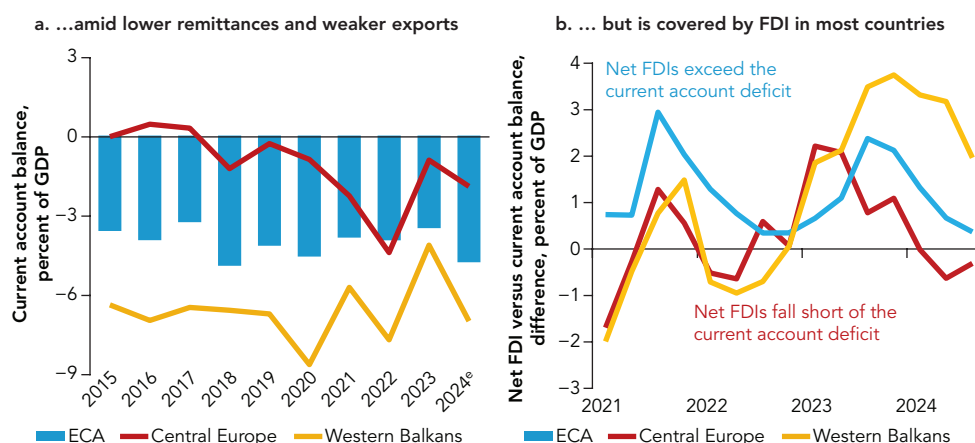 a. ...amid lower remittances and weaker exports
Current account balance,
percent of GDP
3
0
−3
−6
−9
2015
2016
2017
2018
2019
2020
2021
2022
2023
2024e
ECA Central Europe Western Balkans
b. ... but is covered by FDI in most countries
Net FDI versus current account balance,
difference, percent of GDP
4
3
2
1
0
−1
−2
−3
Net FDIs exceed the
current account deficit
Net FDIs fall short of the
current account deficit
2021 2022 2023 2024
ECA Central Europe Western Balkans